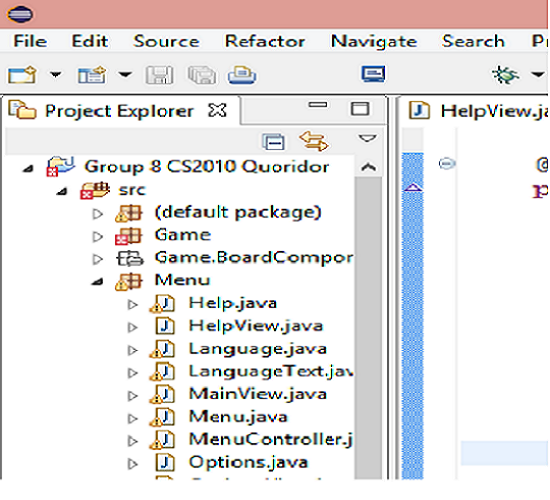 File Edit Source Refactor Navigate Search
Project Explorer
HelpView.ja
Group 8 CS2010 Quoridor
src
(default package)
Game
Game.BoardCompor
Menu
Help.java
HelpView.java
Language.java
LanguageText.jav
MainView.java
Menu.java
MenuController.j
Options.java